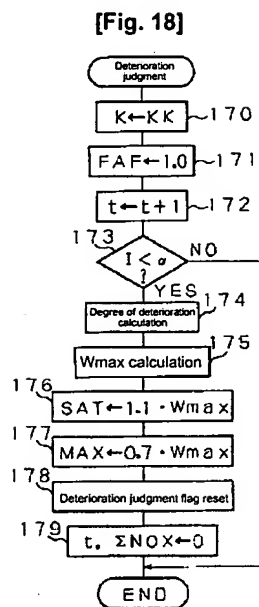 [Fig. 18]
Deterioration judgment
K←KK
170
FAF←1.0
171
t←t+1
172
173
I<α
?
NO
YES
174
Degree of deterioration calculation
175
Wmax calculation
176
SAT←1.1·Wmax
177
MAX←0.7·Wmax
178
Deterioration judgment flag reset
179
t. ΣNOX←0
END